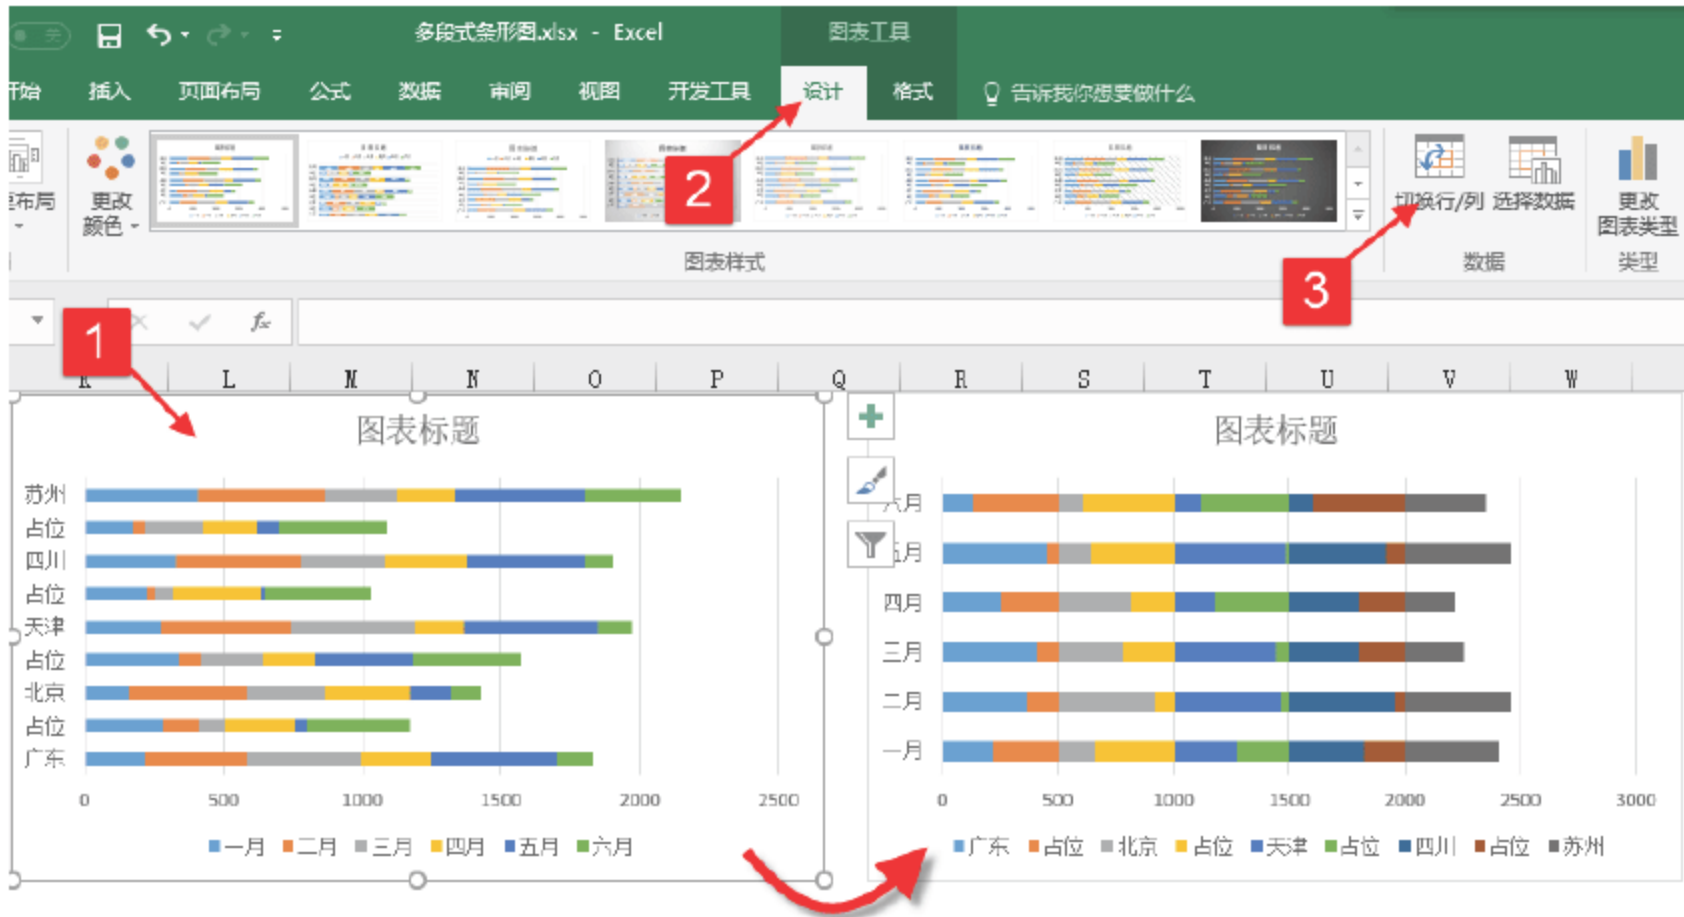 关
多段式条形图.xlsx - Excel
图表工具
开始 插入 页面布局 公式 数据 审阅 视图 开发工具 设计 格式 告诉我你想要做什么
布局
更改
颜色
切换行/列 选择数据
更改
图表类型
图表样式
数据
类型
2
3
1
fx
K L M N O P Q R S T U V W
图表标题
苏州
占位
四川
占位
天津
占位
北京
占位
广东
0 500 1000 1500 2000 2500
一月 二月 三月 四月 五月 六月
图表标题
六月
五月
四月
三月
二月
一月
0 500 1000 1500 2000 2500 3000
广东 占位 北京 占位 天津 占位 四川 占位 苏州